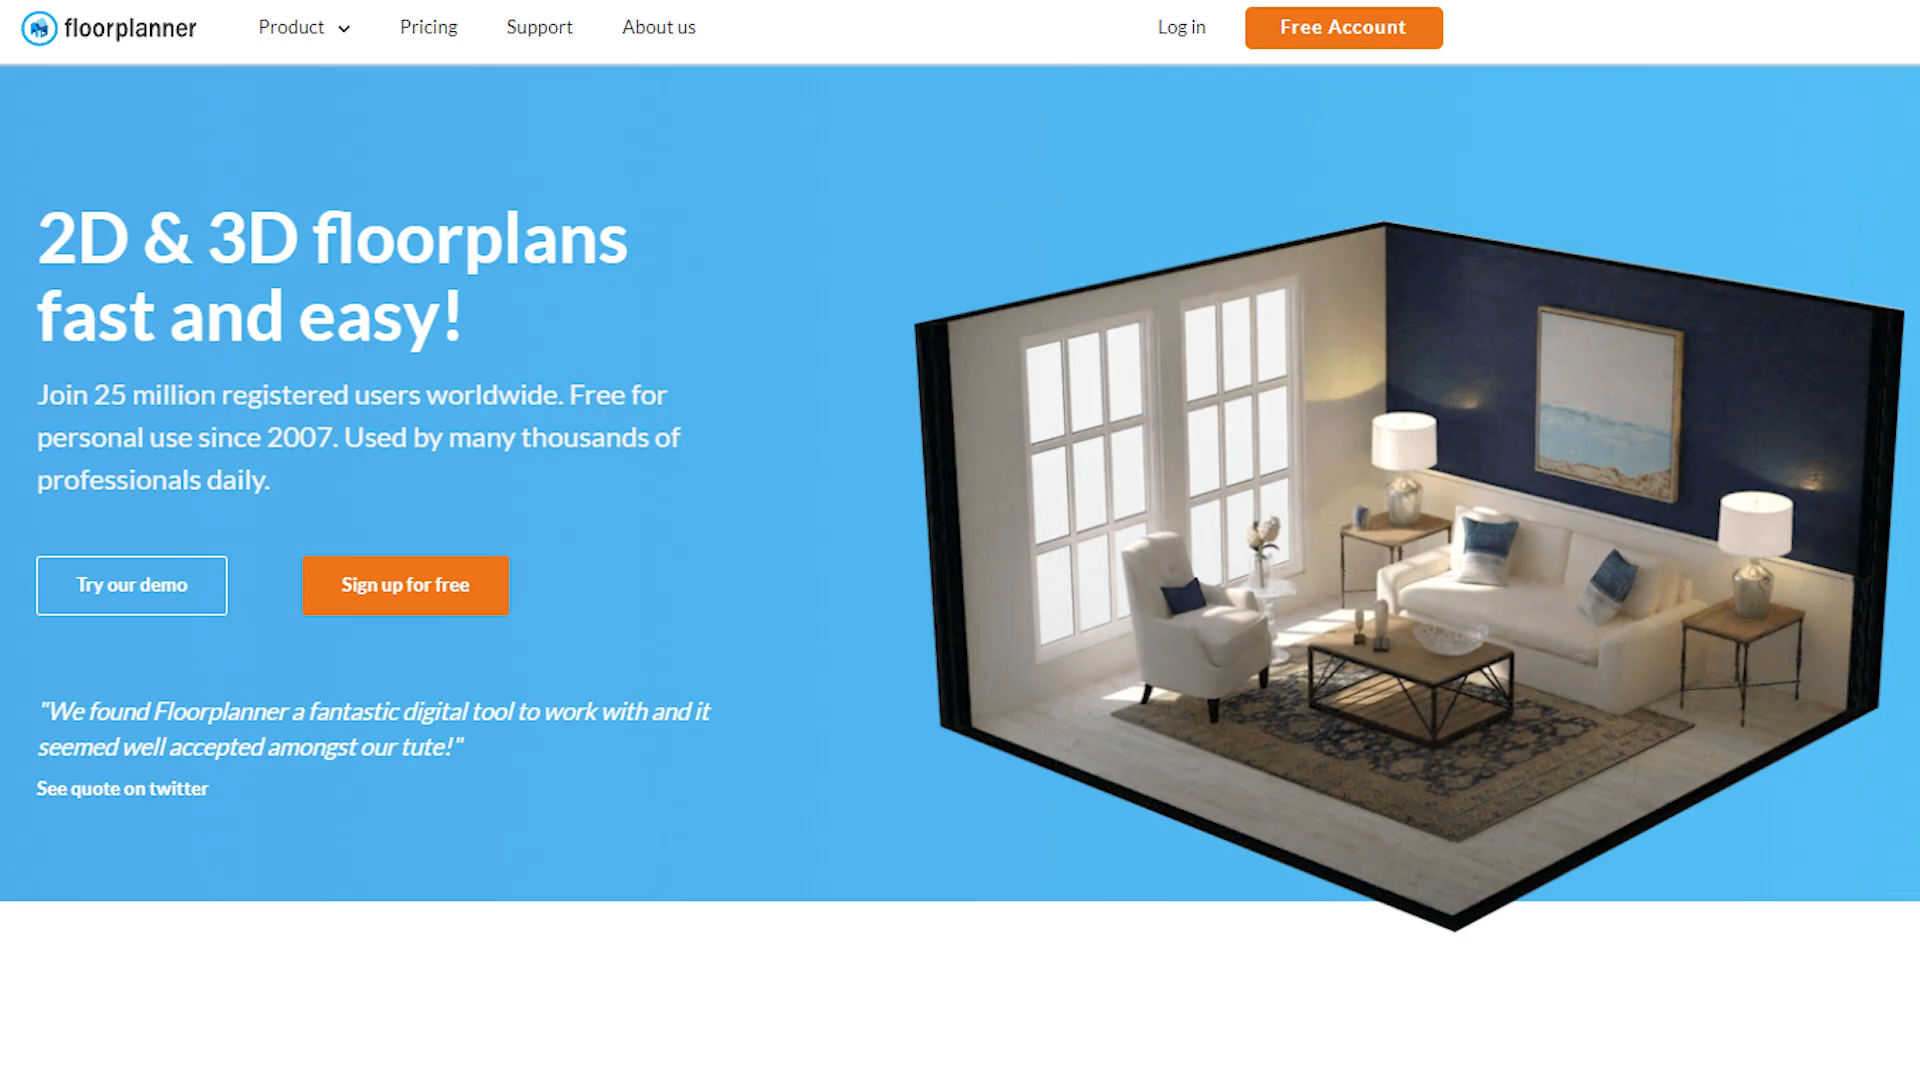 floorplanner
Product
Pricing
Support
About us
Log in
Free Account
2D & 3D floorplans
fast and easy!
Join 25 million registered users worldwide. Free for
personal use since 2007. Used by many thousands of
professionals daily.
Try our demo
Sign up for free
"We found Floorplanner a fantastic digital tool to work with and it
seemed well accepted amongst our tute!"
See quote on twitter